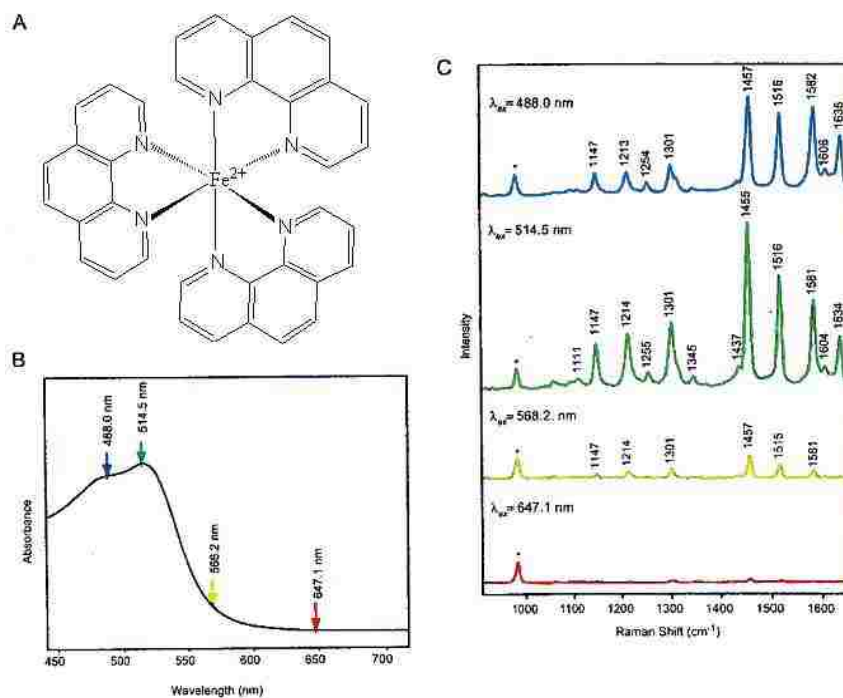 A
N
N
N
Fe2+
N
N
N
B
488.0 nm
514.5 nm
568.2 nm
647.1 nm
Absorbance
450 500 550 600 650 700
Wavelength (nm)
C
λex= 488.0 nm
*
1147
1213
1254
1301
1457
1516
1582
1606
1635
λex= 514.5 nm
*
1111
1147
1214
1255
1301
1345
1437
1455
1516
1581
1604
1634
λex= 568.2. nm
*
1147
1214
1301
1457
1515
1581
λex= 647.1 nm
*
Intensity
1000 1100 1200 1300 1400 1500 1600
Raman Shift (cm-1)